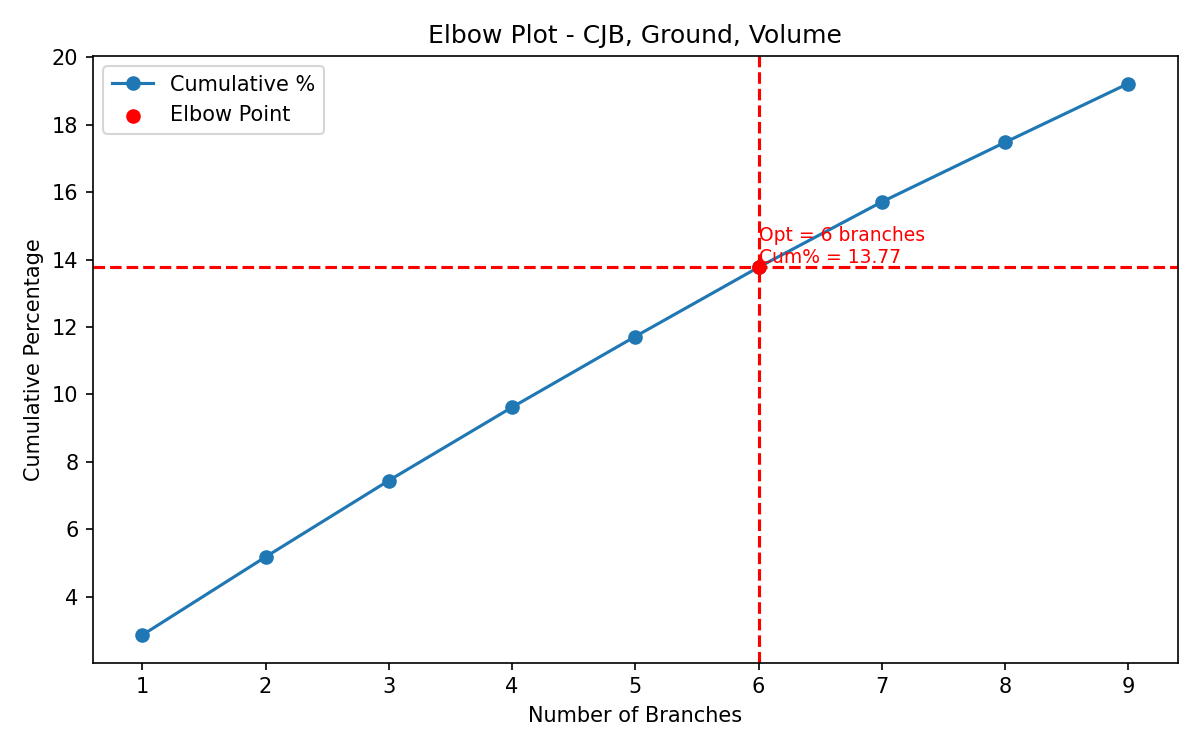 Elbow Plot - CJB, Ground, Volume
Cumulative %
Elbow Point
Opt = 6 branches
Cum% = 13.77
Cumulative Percentage
20
18
16
14
12
10
8
6
4
1 2 3 4 5 6 7 8 9
Number of Branches